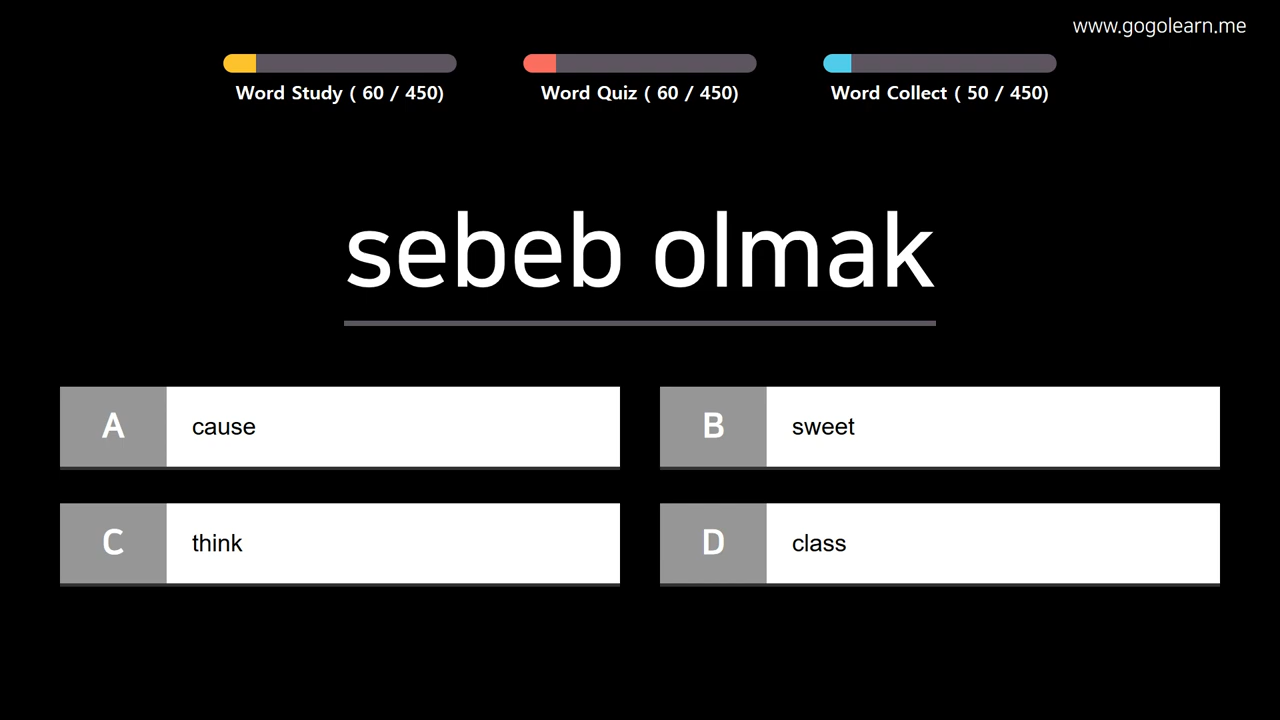 www.gogolearn.me
Word Study ( 60 / 450)
Word Quiz ( 60 / 450)
Word Collect ( 50 / 450)
sebeb olmak
A cause
B sweet
C think
D class